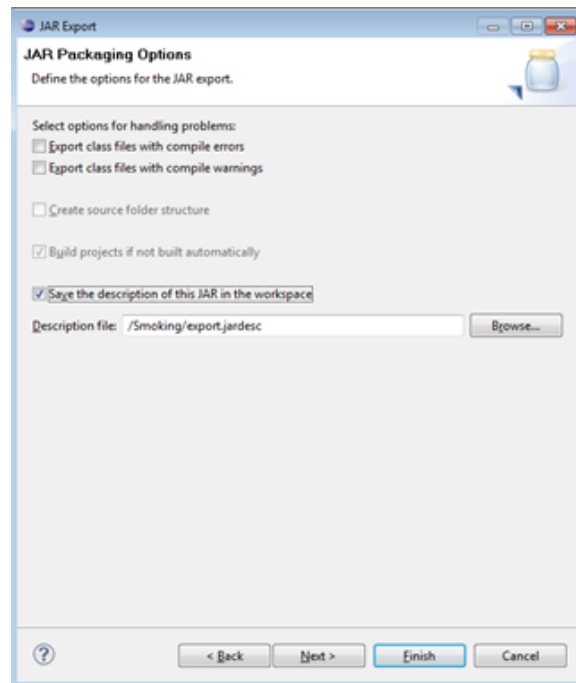 JAR Export
JAR Packaging Options
Define the options for the JAR export.
Select options for handling problems:
Export class files with compile errors
Export class files with compile warnings
Create source folder structure
Build projects if not built automatically
Save the description of this JAR in the workspace
Description file: /Smoking/export.jardesc Browse...
? < Back Next > Finish Cancel